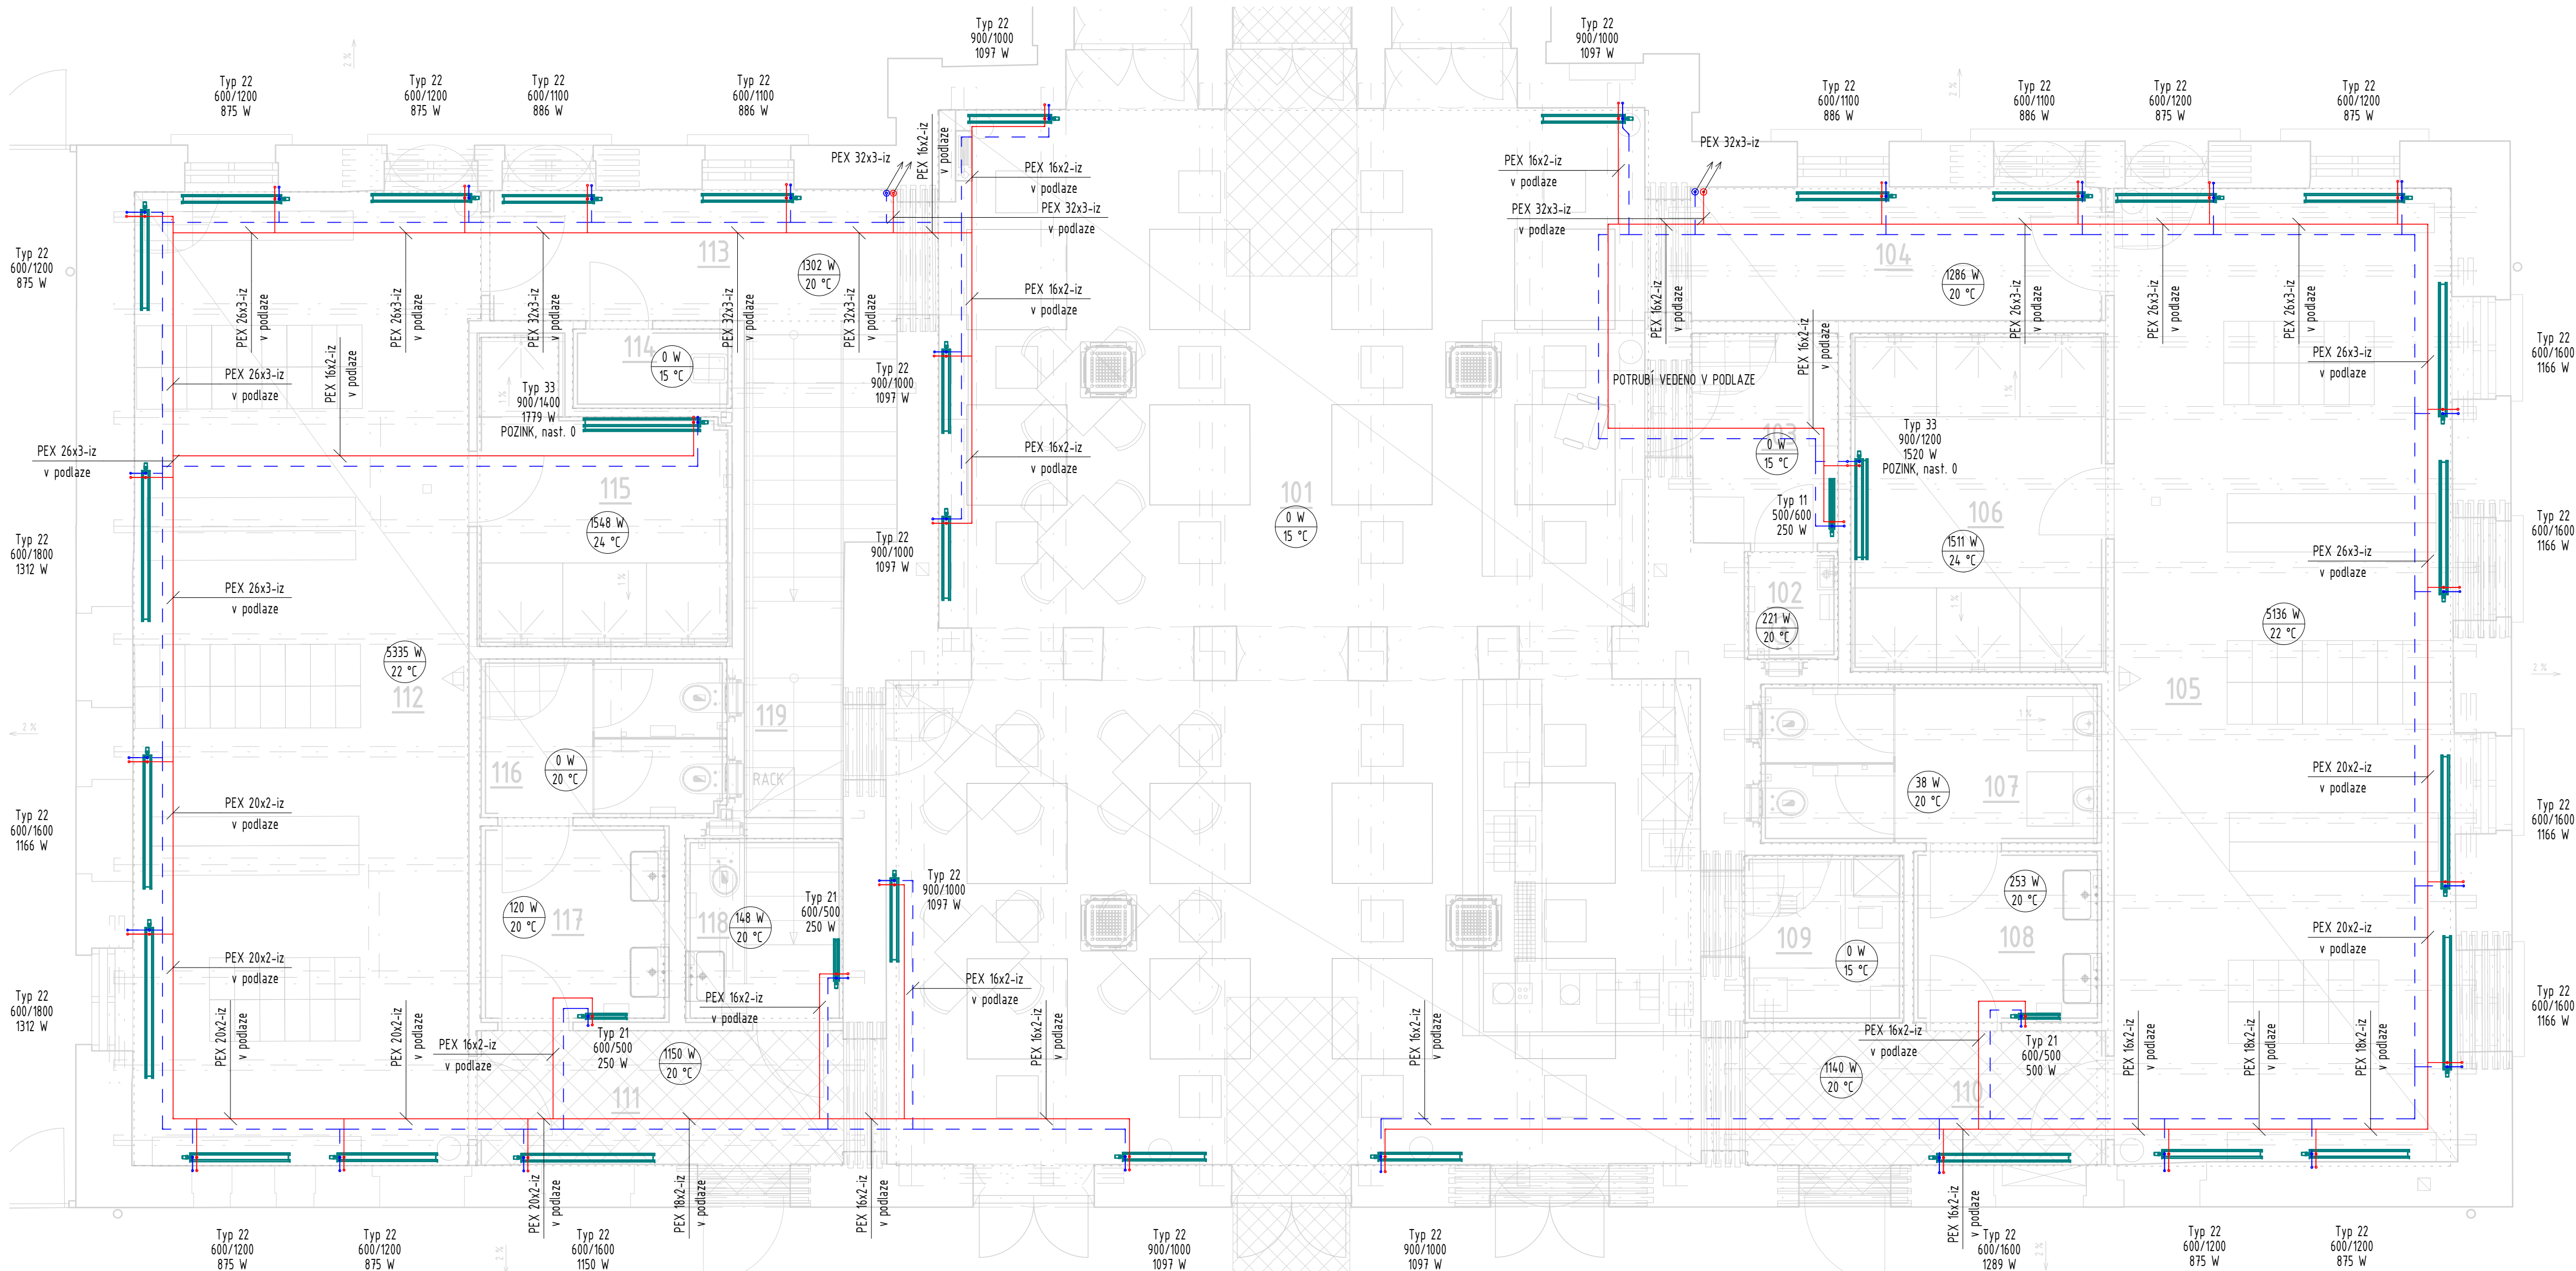 Typ 22
900/1000
1097 W
Typ 22
900/1000
1097 W
2 %
2 %
Typ 22
600/1200
875 W
Typ 22
600/1200
875 W
Typ 22
600/1100
886 W
Typ 22
600/1100
886 W
Typ 22
600/1100
886 W
Typ 22
600/1100
886 W
Typ 22
600/1200
875 W
Typ 22
600/1200
875 W
PEX 32x3-iz
PEX 16x2-iz
v podlaze
PEX 16x2-iz
v podlaze
PEX 32x3-iz
v podlaze
PEX 16x2-iz
v podlaze
PEX 32x3-iz
PEX 32x3-iz
v podlaze
Typ 22
600/1200
875 W
113
1302 W
20 °C
104
1286 W
20 °C
PEX 26x3-iz
v podlaze
PEX 26x3-iz
v podlaze
PEX 32x3-iz
v podlaze
PEX 32x3-iz
v podlaze
PEX 32x3-iz
v podlaze
PEX 16x2-iz
v podlaze
PEX 16x2-iz
v podlaze
PEX 16x2-iz
v podlaze
PEX 26x3-iz
v podlaze
PEX 26x3-iz
v podlaze
PEX 26x3-iz
v podlaze
PEX 16x2-iz
v podlaze
PEX 26x3-iz
v podlaze
114
0 W
15 °C
1 %
Typ 33
900/1400
1779 W
POZINK, nast. 0
Typ 22
900/1000
1097 W
POTRUBÍ VEDENO V PODLAZE
1 %
PEX 26x3-iz
v podlaze
Typ 22
600/1600
1166 W
PEX 26x3-iz
v podlaze
PEX 16x2-iz
v podlaze
103
0 W
15 °C
Typ 33
900/1200
1520 W
POZINK, nast. 0
115
1548 W
24 °C
1 %
101
0 W
15 °C
Typ 11
500/600
250 W
106
1511 W
24 °C
1 %
Typ 22
600/1800
1312 W
Typ 22
900/1000
1097 W
Typ 22
600/1600
1166 W
PEX 26x3-iz
v podlaze
PEX 26x3-iz
v podlaze
102
221 W
20 °C
5335 W
22 °C
112
5136 W
22 °C
105
2 %
2 %
119
RACK
116
0 W
20 °C
1 %
38 W
20 °C
107
PEX 20x2-iz
v podlaze
PEX 20x2-iz
v podlaze
Typ 22
600/1600
1166 W
Typ 22
600/1600
1166 W
120 W
20 °C
117
148 W
20 °C
118
Typ 21
600/500
250 W
Typ 22
900/1000
1097 W
109
0 W
15 °C
253 W
20 °C
108
PEX 20x2-iz
v podlaze
PEX 20x2-iz
v podlaze
Typ 22
600/1800
1312 W
Typ 22
600/1600
1166 W
PEX 16x2-iz
v podlaze
PEX 16x2-iz
v podlaze
PEX 20x2-iz
v podlaze
PEX 20x2-iz
v podlaze
PEX 16x2-iz
v podlaze
Typ 21
600/500
250 W
1150 W
20 °C
111
PEX 16x2-iz
v podlaze
PEX 16x2-iz
v podlaze
PEX 16x2-iz
v podlaze
1140 W
20 °C
110
Typ 21
600/500
500 W
PEX 16x2-iz
v podlaze
PEX 18x2-iz
v podlaze
PEX 18x2-iz
v podlaze
PEX 20x2-iz
v podlaze
PEX 18x2-iz
v podlaze
PEX 16x2-iz
v podlaze
PEX 16x2-iz
v podlaze
Typ 22
600/1200
875 W
Typ 22
600/1200
875 W
2 %
Typ 22
600/1600
1150 W
Typ 22
900/1000
1097 W
Typ 22
900/1000
1097 W
Typ 22
600/1600
1289 W
2 %
Typ 22
600/1200
875 W
Typ 22
600/1200
875 W